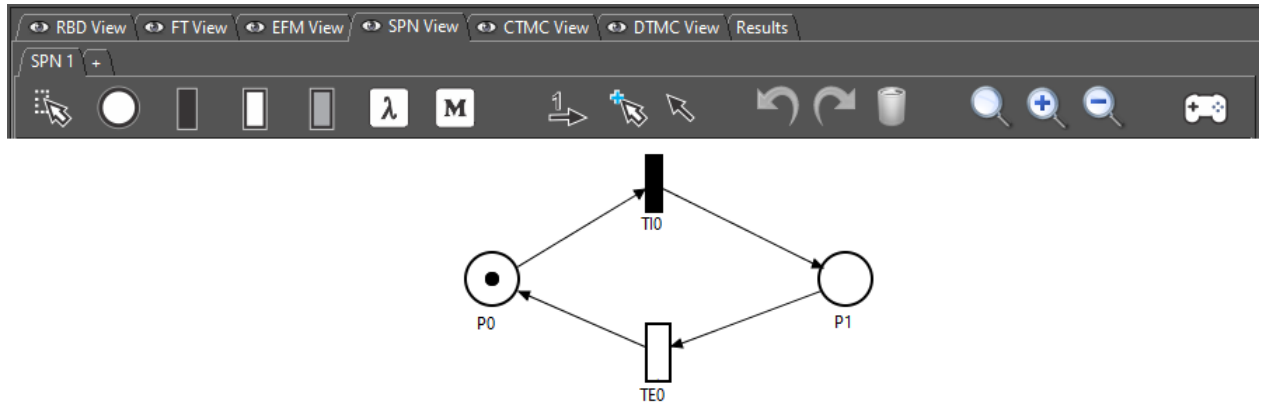 RBD View FT View EFM View SPN View CTMC View DTMC View Results
SPN 1 +
λ M 1
TI0
P0 P1
TE0